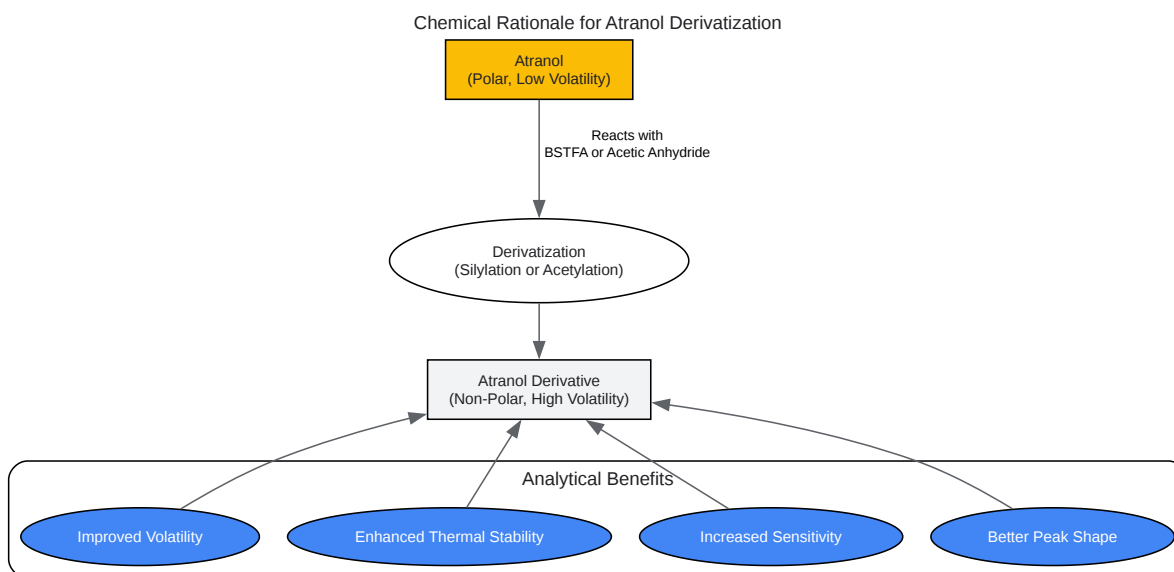 Chemical Rationale for Atranol Derivatization
Atranol
(Polar, Low Volatility)
Reacts with
BSTFA or Acetic Anhydride
Derivatization
(Silylation or Acetylation)
Atranol Derivative
(Non-Polar, High Volatility)
Analytical Benefits
Improved Volatility
Enhanced Thermal Stability
Increased Sensitivity
Better Peak Shape